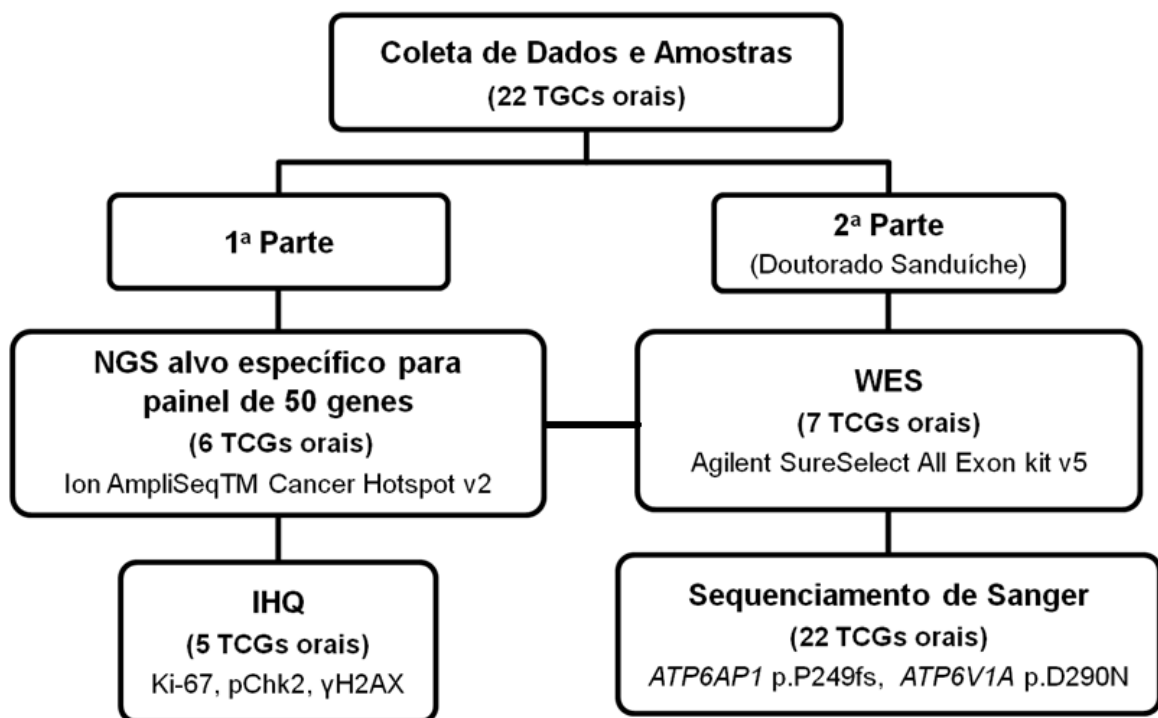 Coleta de Dados e Amostras
(22 TGCs orais)
1ª Parte
2ª Parte
(Doutorado Sanduíche)
NGS alvo específico para
painel de 50 genes
(6 TCGs orais)
Ion AmpliSeqTM Cancer Hotspot v2
WES
(7 TCGs orais)
Agilent SureSelect All Exon kit v5
IHQ
(5 TCGs orais)
Ki-67, pChk2, γH2AX
Sequenciamento de Sanger
(22 TCGs orais)
ATP6AP1 p.P249fs, ATP6V1A p.D290N